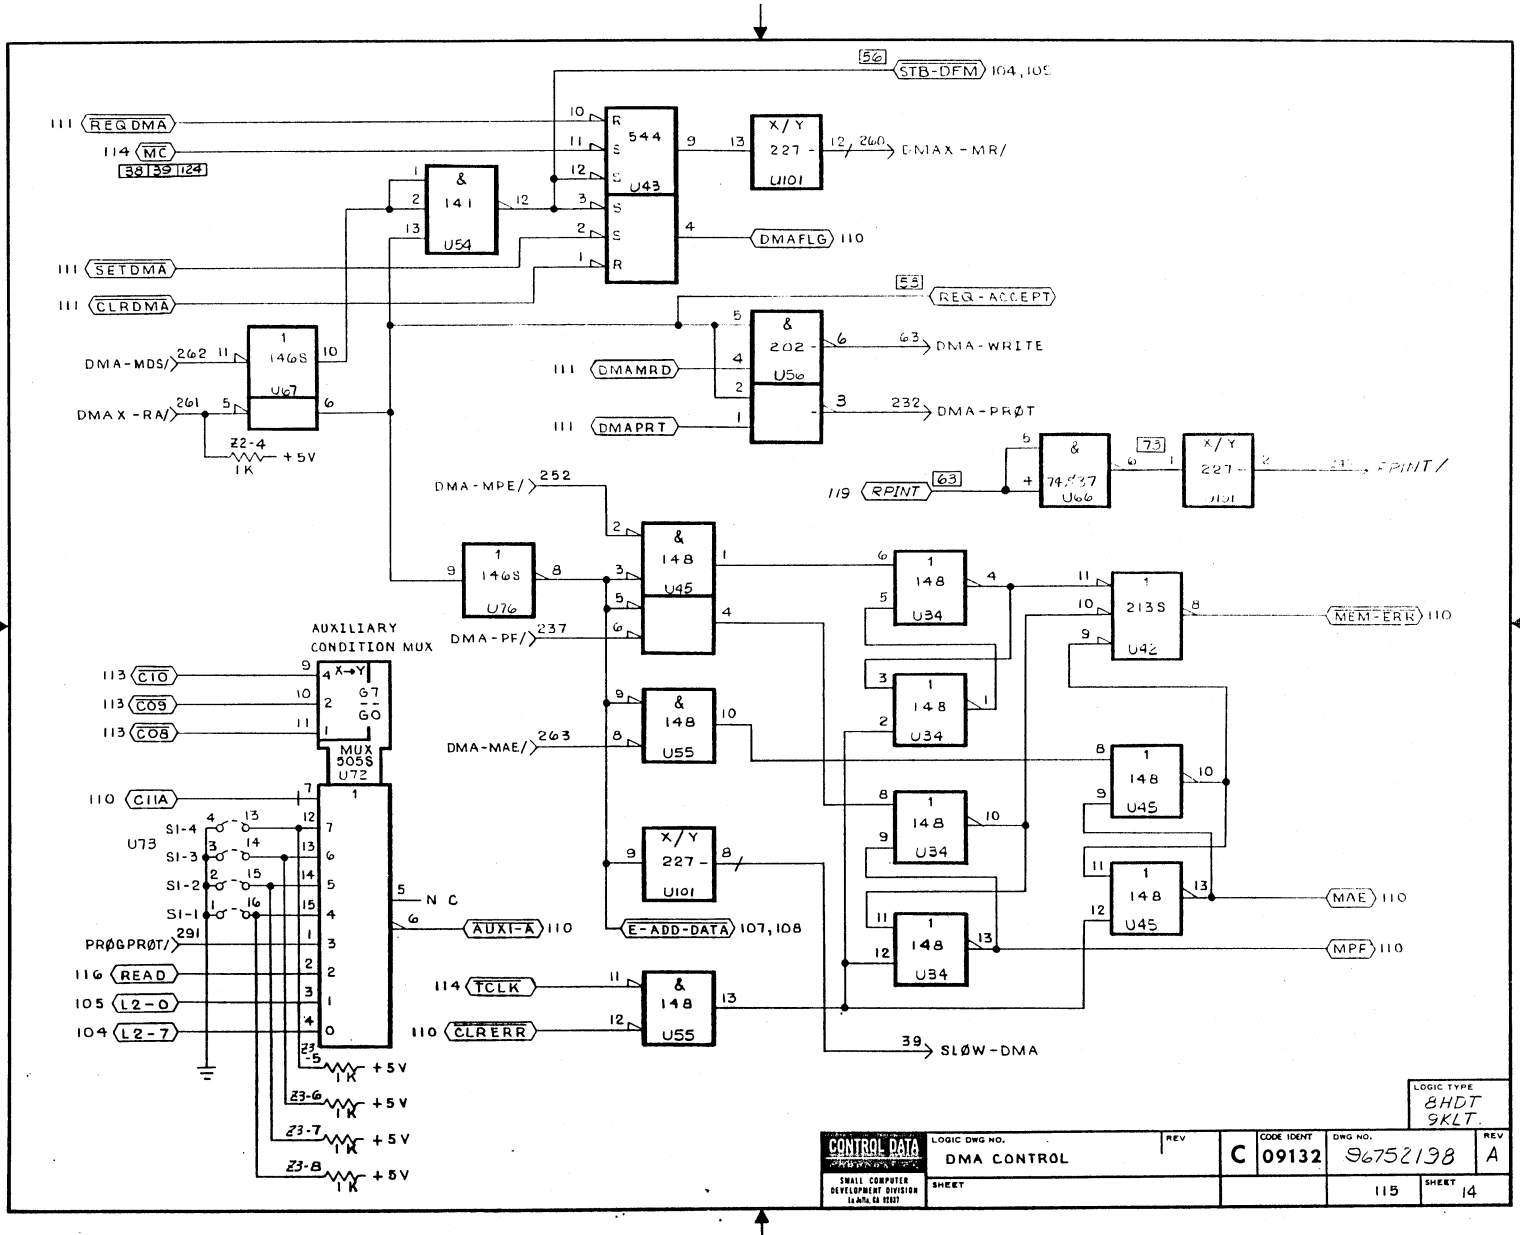 56
STB-DFM 104,105
111 REQDMA
10 R
544
9
13
X/Y
227
12
260
DMAX-MR/
U101
114 MC
38 39 124
11 S
12 S
U43
1
2
13
&
141
U54
12
3 S
2 S
1 R
4
DMAFLG 110
111 SETDMA
111 CLRDMA
53
REQ-ACCEPT
DMA-MDS/ 262 11
1
146S
10
U67
DMAX-RA/ 261 5
6
Z2-4
1K
+5V
5
&
202
6
63
DMA-WRITE
111 DMAMRD
4
U56
2
3
232
DMA-PRØT
111 DMAPRT
1
119 RPINT
63
5
4
&
U66
6
73
1
X/Y
227
2
U101
RPINT/
DMA-MPE/ 252
2
&
148
1
3
U45
5
4
DMA-PF/ 237
6
9
1
146S
8
U76
6
1
148
4
5
U34
11
10
9
1
213S
8
U42
MEM-ERR 110
3
1
148
1
2
U34
AUXILIARY
CONDITION MUX
113 C10
9
4 X→Y
113 C09
10
2
G7
G0
113 C08
11
1
MUX
505S
U72
9
&
148
10
DMA-MAE/ 263
8
U55
8
1
148
10
9
U45
110 C11A
7
1
S1-4 4 13 12 7
U73
S1-3 3 14 13 6
S1-2 2 15 14 5
S1-1 1 16 15 4
PRØGPRØT/ 291 1 3
116 READ 2 2
105 L2-0 3 1
104 L2-7 4 0
5
N C
6
AUX1-A 110
9
X/Y
227
8
U101
E-ADD-DATA 107,108
8
1
148
10
9
U34
11
1
148
13
12
U34
11
1
148
13
12
U45
MAE 110
MPF 110
114 TCLK 11
&
148
13
110 CLRERR 12
U55
39
SLØW-DMA
Z3
-5
1K
+5V
Z3-6
1K
+5V
Z3-7
1K
+5V
Z3-8
1K
+5V
LOGIC TYPE
8HDT
9KLT.
CONTROL DATA
SMALL COMPUTER
DEVELOPMENT DIVISION
La Jolla, CA 92037
LOGIC DWG NO.
DMA CONTROL
REV
C
CODE IDENT
09132
DWG NO.
96752198
REV
A
SHEET
115
SHEET
14